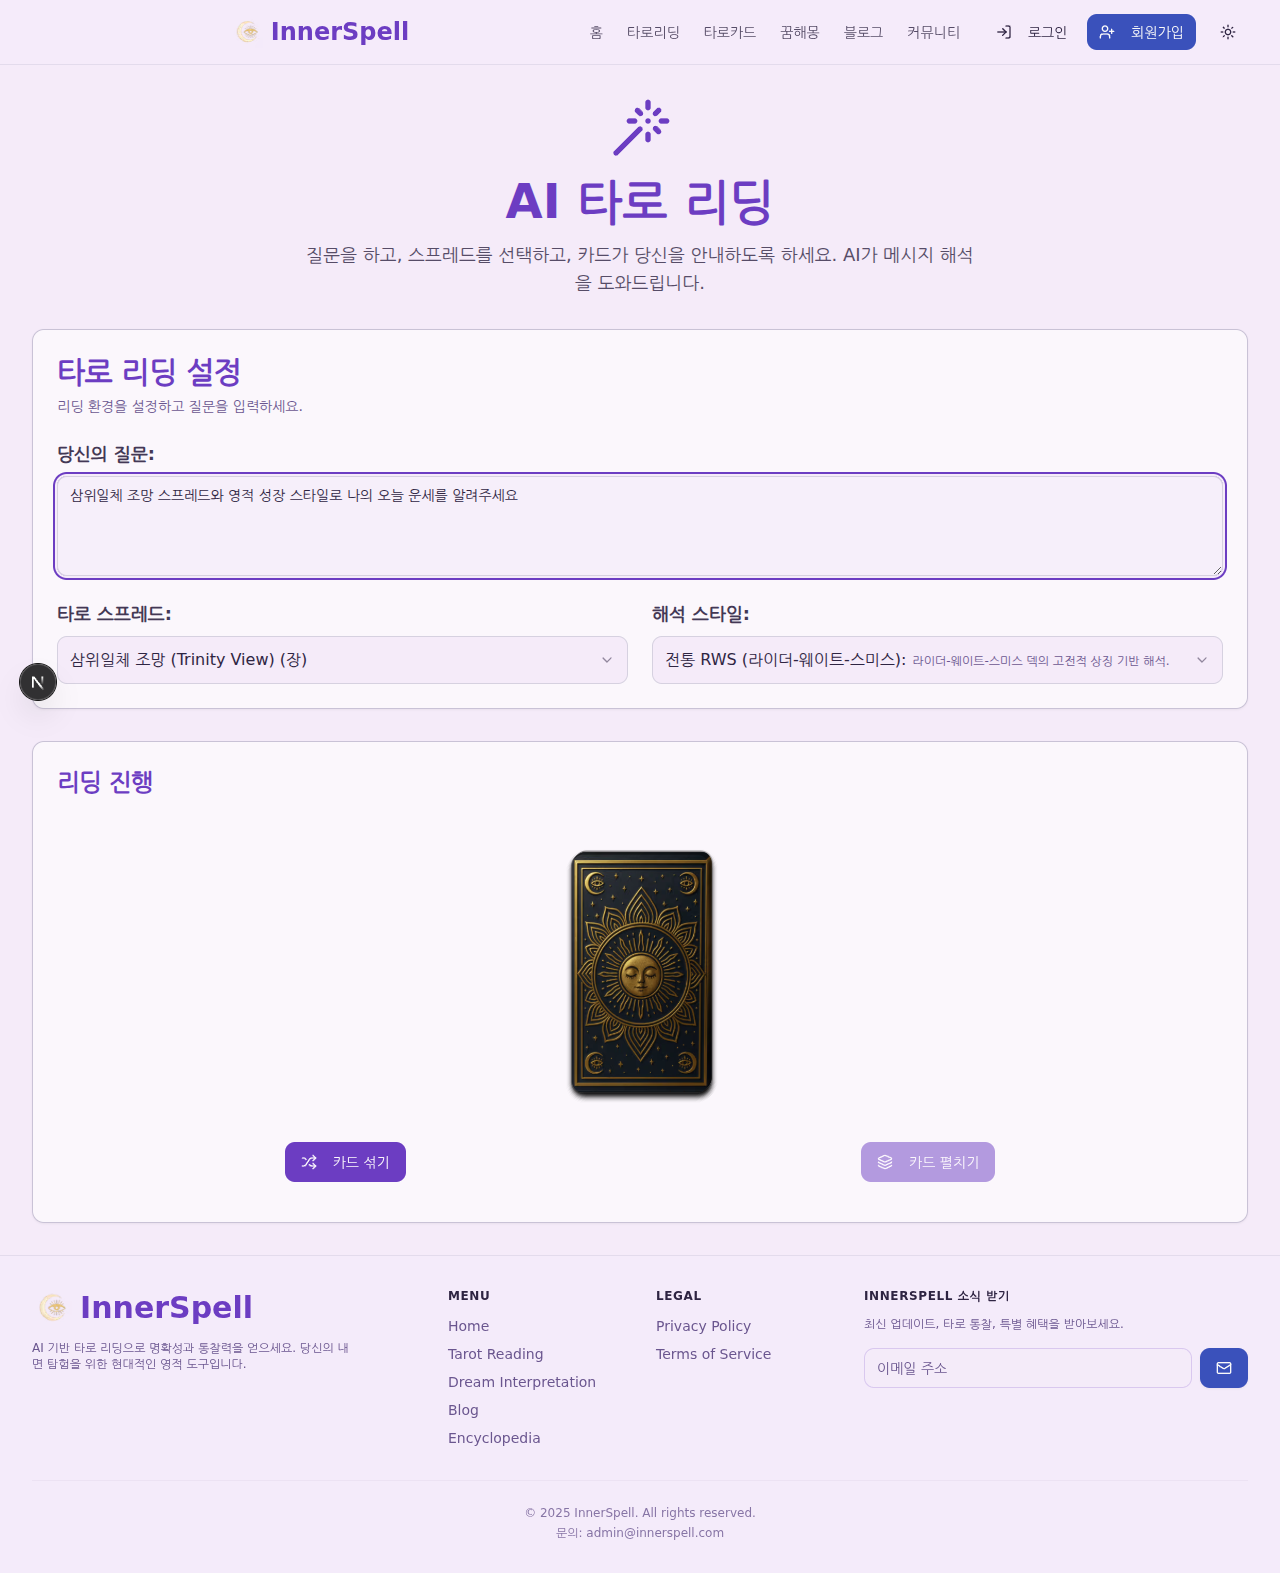 InnerSpell
홈
타로리딩
타로카드
꿈해몽
블로그
커뮤니티
로그인
회원가입
AI 타로 리딩
질문을 하고, 스프레드를 선택하고, 카드가 당신을 안내하도록 하세요. AI가 메시지 해석
을 도와드립니다.
타로 리딩 설정
리딩 환경을 설정하고 질문을 입력하세요.
당신의 질문:
삼위일체 조망 스프레드와 영적 성장 스타일로 나의 오늘 운세를 알려주세요
타로 스프레드:
삼위일체 조망 (Trinity View) (장)
해석 스타일:
전통 RWS (라이더-웨이트-스미스): 라이더-웨이트-스미스 덱의 고전적 상징 기반 해석.
N
리딩 진행
카드 섞기
카드 펼치기
InnerSpell
AI 기반 타로 리딩으로 명확성과 통찰력을 얻으세요. 당신의 내
면 탐험을 위한 현대적인 영적 도구입니다.
MENU
Home
Tarot Reading
Dream Interpretation
Blog
Encyclopedia
LEGAL
Privacy Policy
Terms of Service
INNERSPELL 소식 받기
최신 업데이트, 타로 통찰, 특별 혜택을 받아보세요.
이메일 주소
© 2025 InnerSpell. All rights reserved.
문의: admin@innerspell.com